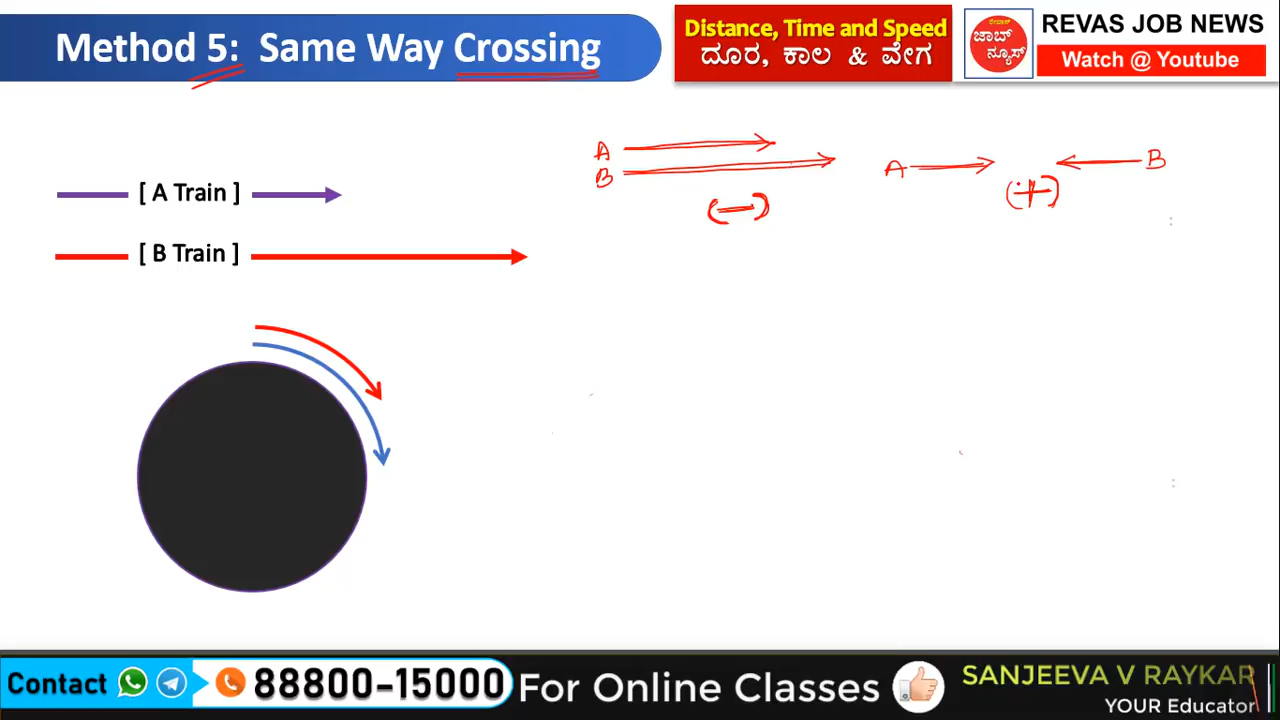 Method 5: Same Way Crossing
Distance, Time and Speed
ದೂರ, ಕಾಲ & ವೇಗ
ರೇವಾಸ್
ಜಾಬ್
ನ್ಯೂಸ್
REVAS JOB NEWS
Watch @ Youtube
[ A Train ]
[ B Train ]
A
B
(—)
A
B
(+)
Contact
88800-15000
For Online Classes
SANJEEVA V RAYKAR
YOUR Educator